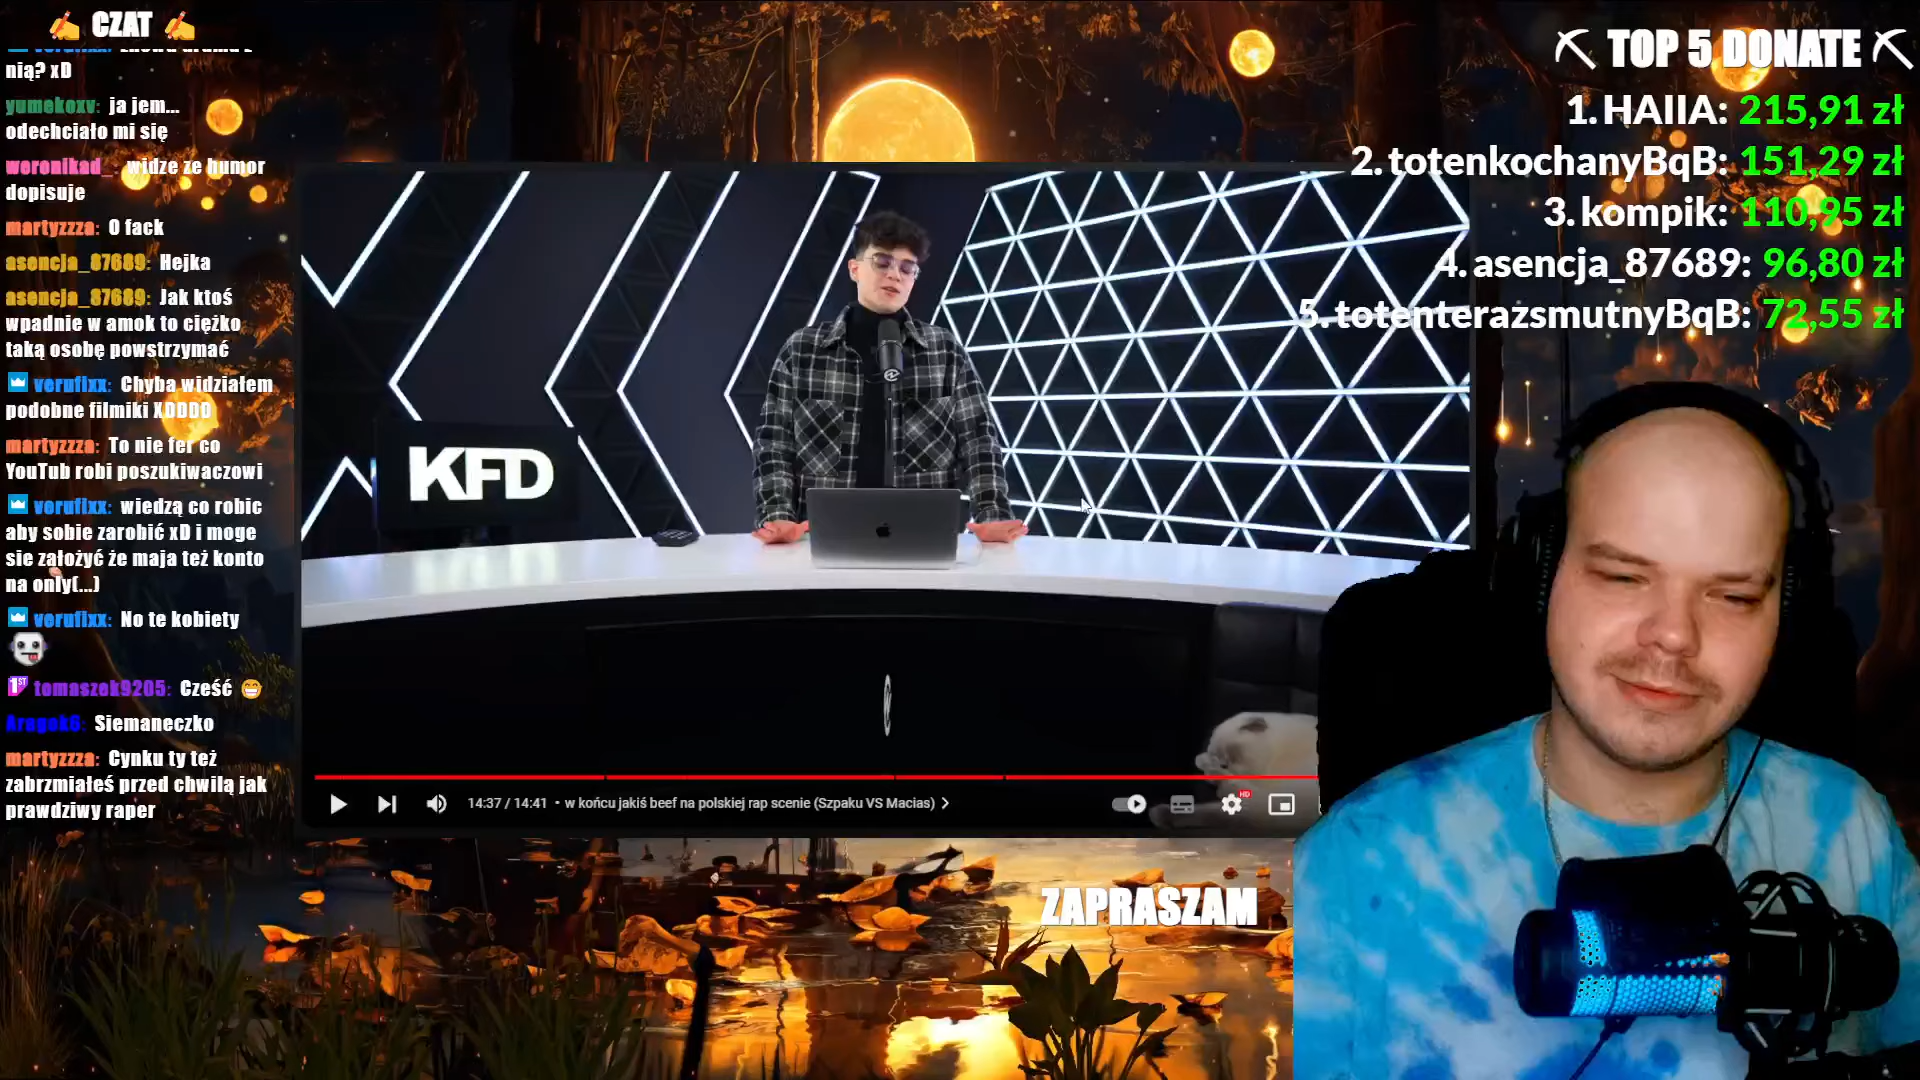 CZAT
nią? xD
yumekoxv: ja jem...
odechciało mi się
weronikad_: widze ze humor
dopisuje
martyzzza: O fack
asencja_87689: Hejka
asencja_87689: Jak ktoś
wpadnie w amok to ciężko
taką osobę powstrzymać
verufixx: Chyba widziałem
podobne filmiki XDDDD
martyzzza: To nie fer co
YouTub robi poszukiwaczowi
verufixx: wiedzą co robic
aby sobie zarobić xD i moge
sie założyć że maja też konto
na only(...)
verufixx: No te kobiety
1ST tomaszek9205: Cześć
Aragok6: Siemaneczko
martyzzza: Cynku ty też
zabrzmiałeś przed chwilą jak
prawdziwy raper
KFD
14:37 / 14:41 • w końcu jakiś beef na polskiej rap scenie (Szpaku VS Macias)
HD
ZAPRASZAM
TOP 5 DONATE
1. HAIIA: 215,91 zł
2. totenkochanyBqB: 151,29 zł
3. kompik: 110,95 zł
4. asencja_87689: 96,80 zł
5. totenterazsmutnyBqB: 72,55 zł